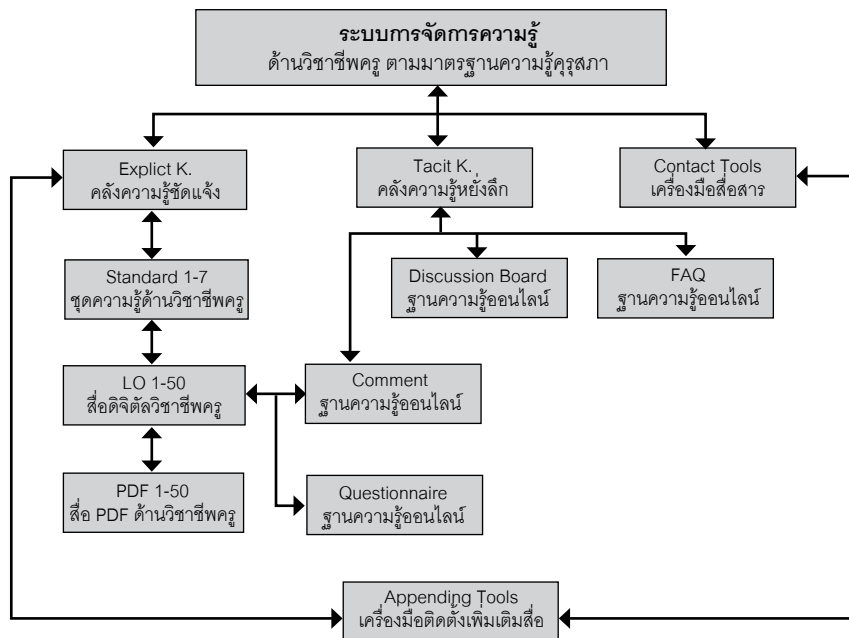 ระบบการจัดการความรู้
ด้านวิชาชีพครู ตามมาตรฐานความรู้คุรุสภา
Explict K.
คลังความรู้ชัดแจ้ง
Tacit K.
คลังความรู้หยั่งลึก
Contact Tools
เครื่องมือสื่อสาร
Standard 1-7
ชุดความรู้ด้านวิชาชีพครู
Discussion Board
ฐานความรู้ออนไลน์
FAQ
ฐานความรู้ออนไลน์
LO 1-50
สื่อดิจิตัลวิชาชีพครู
Comment
ฐานความรู้ออนไลน์
PDF 1-50
สื่อ PDF ด้านวิชาชีพครู
Questionnaire
ฐานความรู้ออนไลน์
Appending Tools
เครื่องมือติดตั้งเพิ่มเติมสื่อ